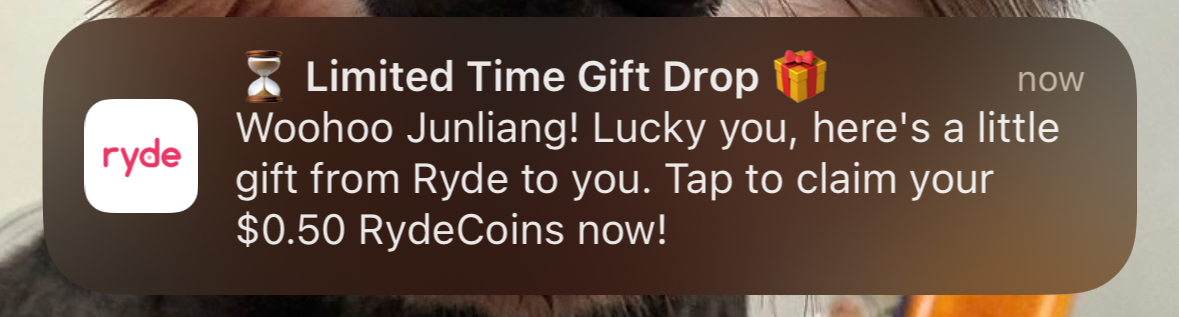 ⏳ Limited Time Gift Drop 🎁
now
ryde
Woohoo Junliang! Lucky you, here's a little
gift from Ryde to you. Tap to claim your
$0.50 RydeCoins now!